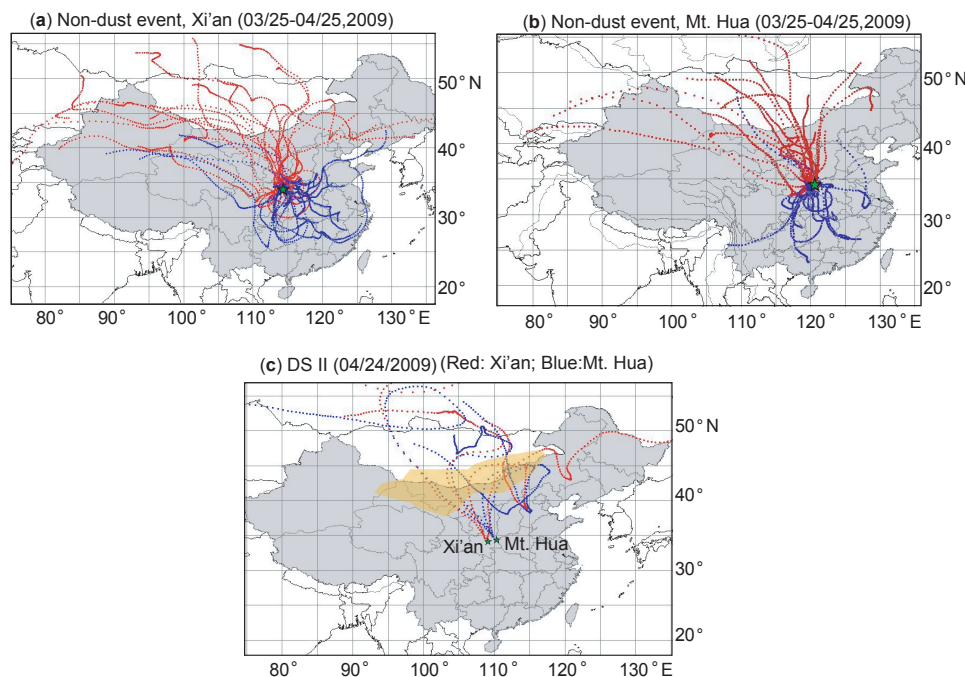 (a) Non-dust event, Xi'an (03/25-04/25,2009)
50° N
40°
30°
20°
80° 90° 100° 110° 120° 130° E
(b) Non-dust event, Mt. Hua (03/25-04/25,2009)
50° N
40°
30°
20°
80° 90° 100° 110° 120° 130° E
(c) DS II (04/24/2009) (Red: Xi'an; Blue:Mt. Hua)
50° N
40°
Xi'an Mt. Hua
30°
20°
80° 90° 100° 110° 120° 130° E